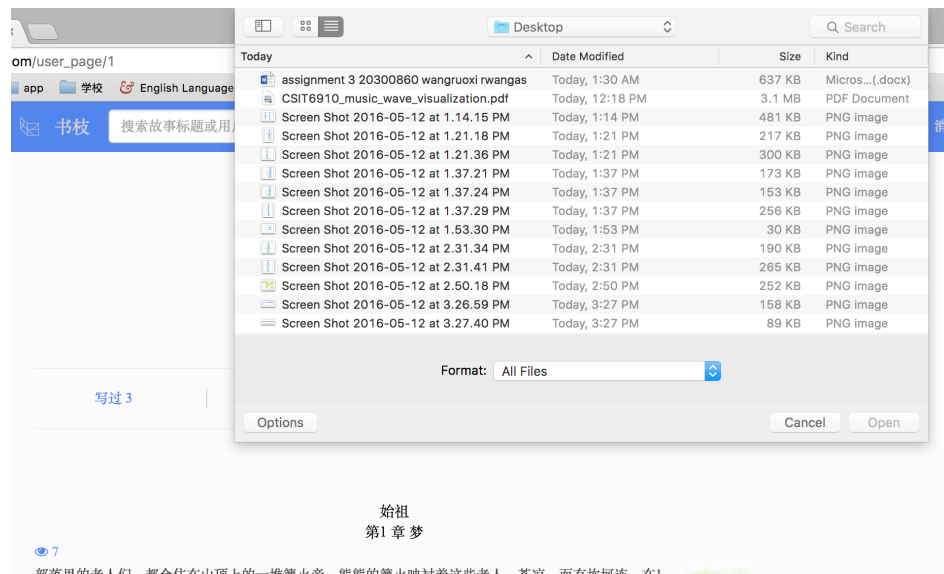 Desktop
Search
Today Date Modified Size Kind
om/user_page/1
assignment 3 20300860 wangruoxi rwangas Today, 1:30 AM 637 KB Micros...(.docx)
app 学校 English Language
CSIT6910_music_wave_visualization.pdf Today, 12:18 PM 3.1 MB PDF Document
书枝 搜索故事标题或用
Screen Shot 2016-05-12 at 1.14.15 PM Today, 1:14 PM 481 KB PNG image
Screen Shot 2016-05-12 at 1.21.18 PM Today, 1:21 PM 217 KB PNG image
Screen Shot 2016-05-12 at 1.21.36 PM Today, 1:21 PM 300 KB PNG image
Screen Shot 2016-05-12 at 1.37.21 PM Today, 1:37 PM 173 KB PNG image
Screen Shot 2016-05-12 at 1.37.24 PM Today, 1:37 PM 153 KB PNG image
Screen Shot 2016-05-12 at 1.37.29 PM Today, 1:37 PM 256 KB PNG image
Screen Shot 2016-05-12 at 1.53.30 PM Today, 1:53 PM 30 KB PNG image
Screen Shot 2016-05-12 at 2.31.34 PM Today, 2:31 PM 190 KB PNG image
Screen Shot 2016-05-12 at 2.31.41 PM Today, 2:31 PM 265 KB PNG image
Screen Shot 2016-05-12 at 2.50.18 PM Today, 2:50 PM 252 KB PNG image
Screen Shot 2016-05-12 at 3.26.59 PM Today, 3:27 PM 158 KB PNG image
Screen Shot 2016-05-12 at 3.27.40 PM Today, 3:27 PM 89 KB PNG image
Format: All Files
写过 3
Options Cancel Open
始祖
第1 章 梦
7